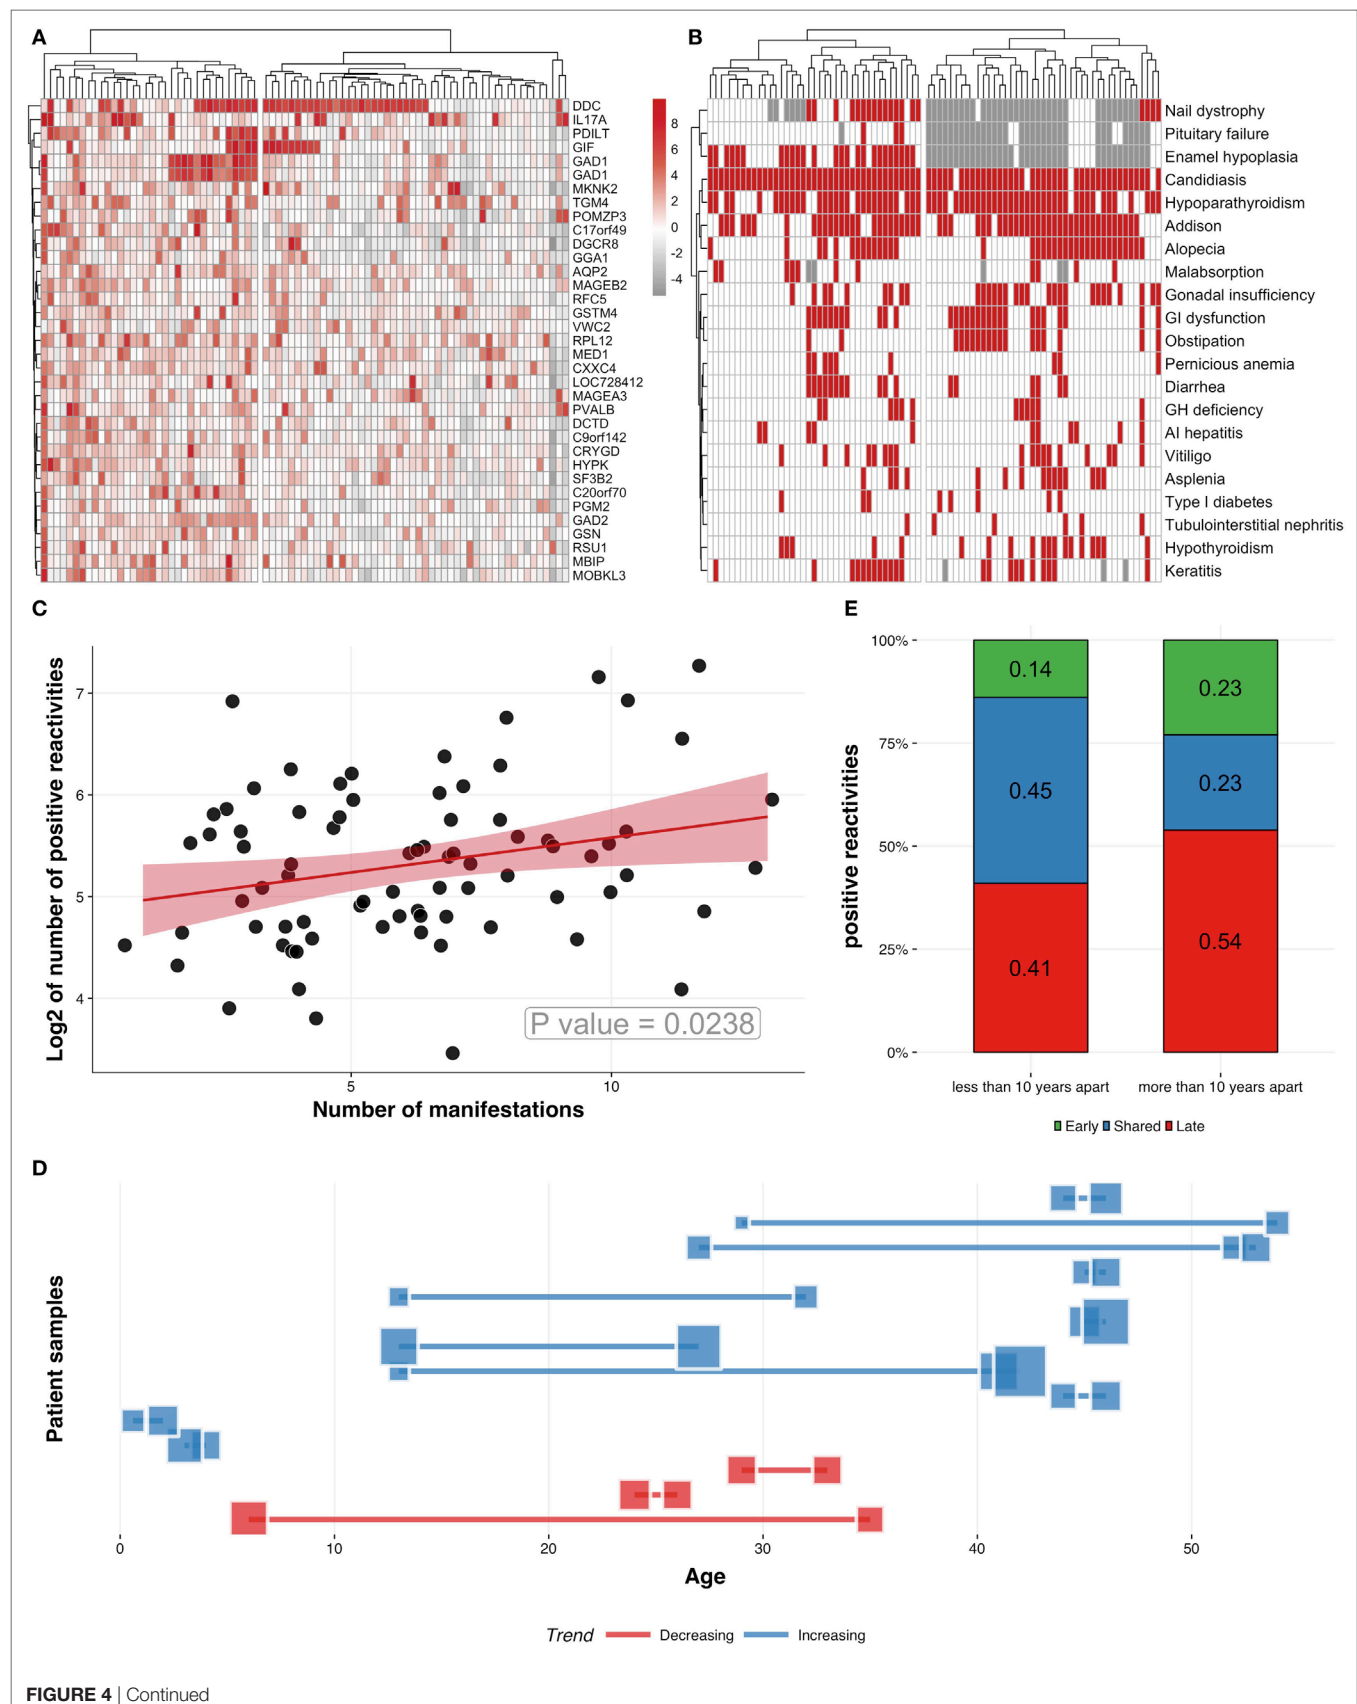 A
DDC
IL17A
PDILT
GIF
GAD1
GAD1
MKNK2
TGM4
POMZP3
C17orf49
DGCR8
GGA1
AQP2
MAGEB2
RFC5
GSTM4
VWC2
RPL12
MED1
CXXC4
LOC728412
MAGEA3
PVALB
DCTD
C9orf142
CRYGD
HYPK
SF3B2
C20orf70
PGM2
GAD2
GSN
RSU1
MBIP
MOBKL3
8
6
4
2
0
-2
-4
B
Nail dystrophy
Pituitary failure
Enamel hypoplasia
Candidiasis
Hypoparathyroidism
Addison
Alopecia
Malabsorption
Gonadal insufficiency
GI dysfunction
Obstipation
Pernicious anemia
Diarrhea
GH deficiency
AI hepatitis
Vitiligo
Asplenia
Type I diabetes
Tubulointerstitial nephritis
Hypothyroidism
Keratitis
C
Log2 of number of positive reactivities
7
6
5
4
P value = 0.0238
5
10
Number of manifestations
E
positive reactivities
100%
75%
50%
25%
0%
0.14
0.45
0.41
0.23
0.23
0.54
less than 10 years apart
more than 10 years apart
Early Shared Late
D
Patient samples
0
10
20
30
40
50
Age
Trend Decreasing Increasing
FIGURE 4 | Continued